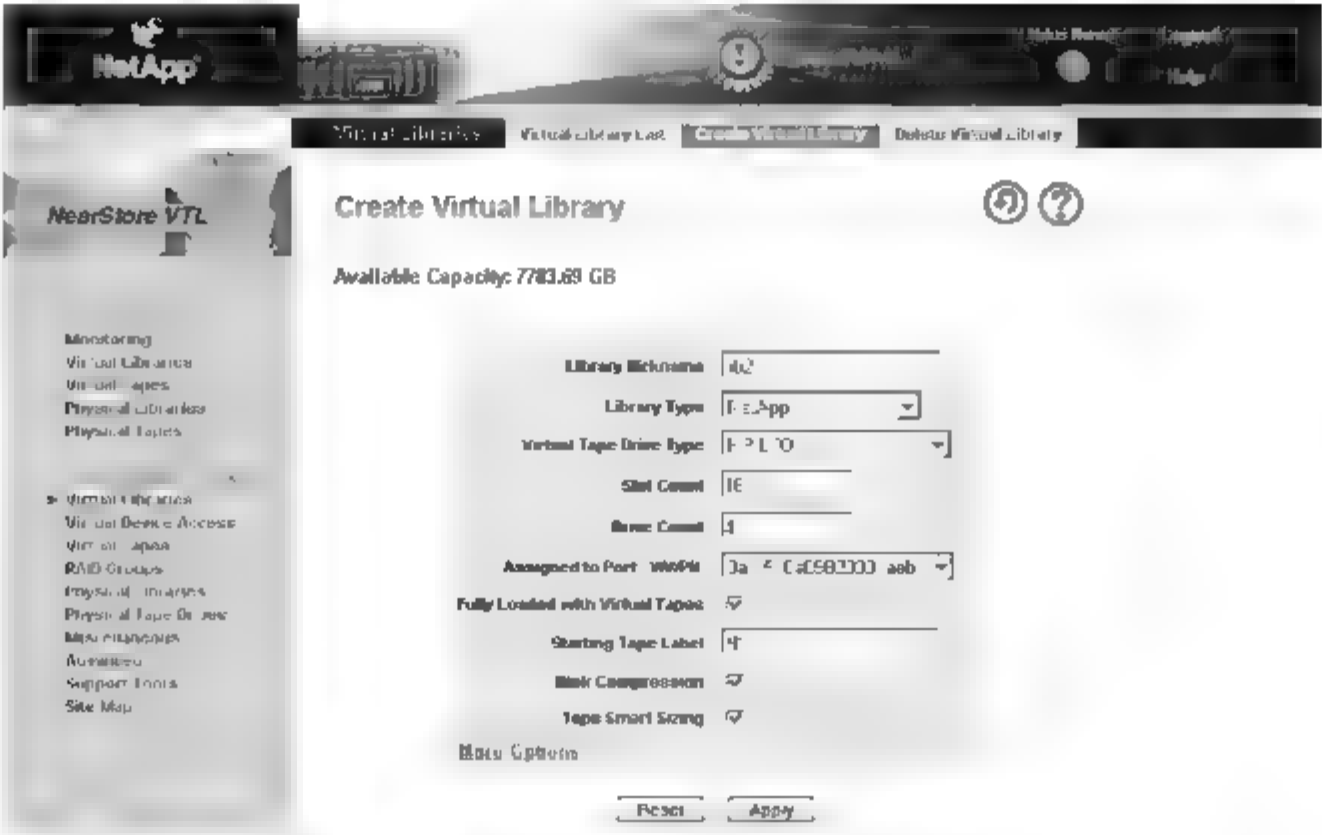 NetApp
Virtual Libraries
Virtual Library List
Create Virtual Library
Delete Virtual Library
NearStore VTL
Create Virtual Library
Available Capacity: 7783.69 GB
Monitoring
Virtual Libraries
Virtual Tapes
Physical Libraries
Physical Tapes
Virtual Libraries
Virtual Device Access
Virtual Tapes
RAID Groups
Physical Libraries
Physical Tape Drives
Miscellaneous
Advanced
Support Tools
Site Map
Library Nickname
Library Type NetApp
Virtual Tape Drive Type
Slot Count
Drive Count
Assigned to Port WWPN
Fully Loaded with Virtual Tapes
Starting Tape Label
Disk Compression
Tape Smart Sizing
More Options
Reset Apply